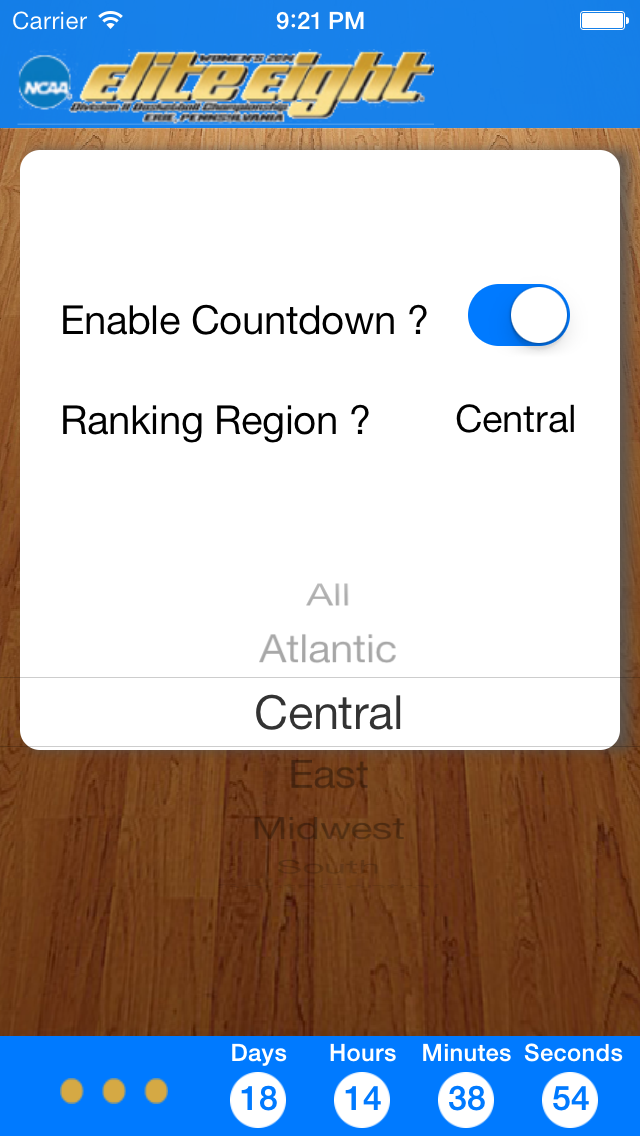 Carrier 9:21 PM
WOMEN'S 2014
NCAA elite eight
Division II Basketball Championship
ERIE, PENNSYLVANIA
Enable Countdown ?
Ranking Region ? Central
All
Atlantic
Central
East
Midwest
South
Days Hours Minutes Seconds
18 14 38 54